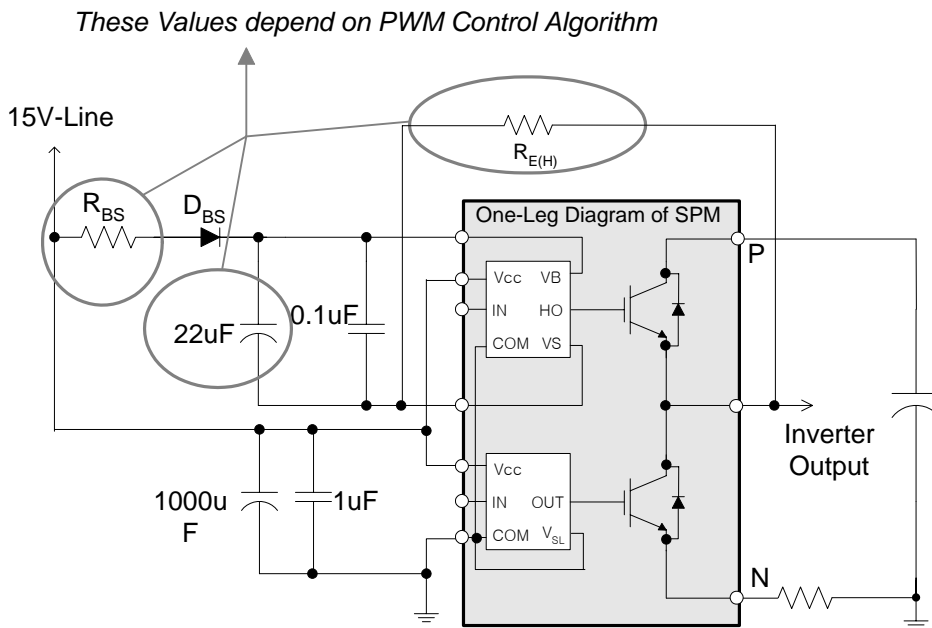 These Values depend on PWM Control Algorithm
15V-Line
R_E(H)
R_BS
D_BS
One-Leg Diagram of SPM
P
Vcc
VB
IN
HO
COM
VS
22uF
0.1uF
Inverter
Output
Vcc
IN
OUT
COM
V_SL
1000u
F
1uF
N